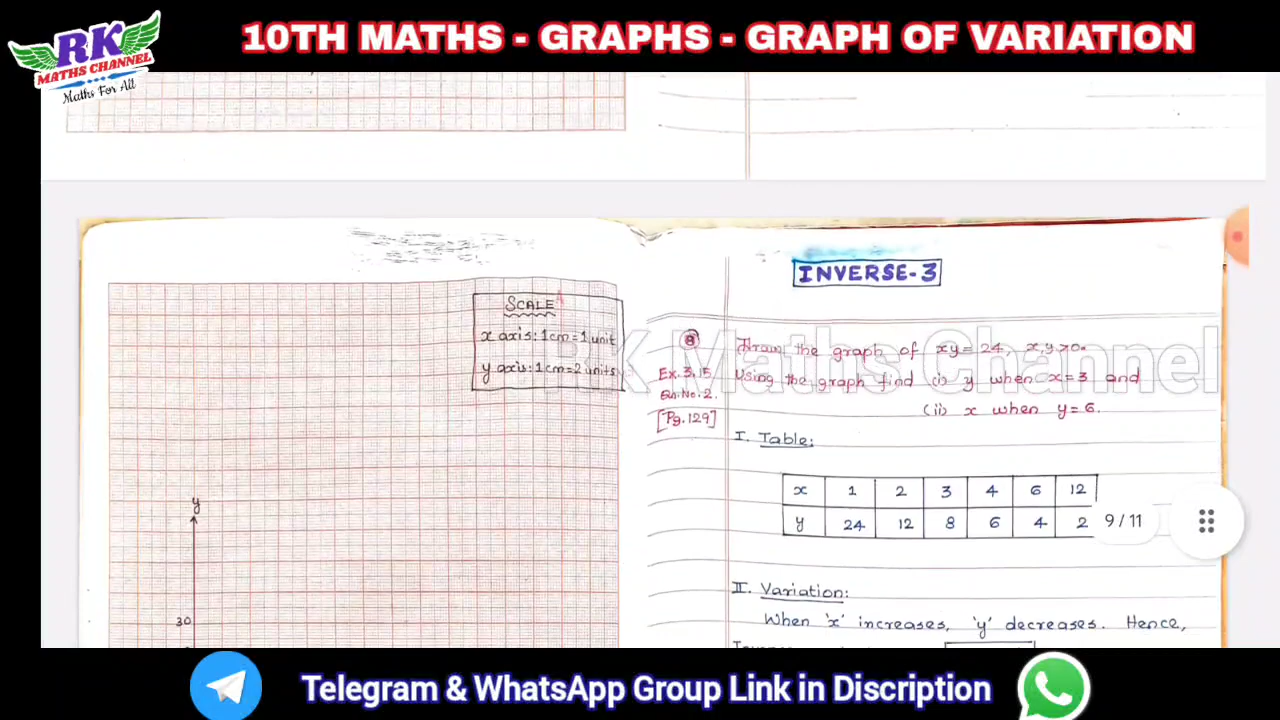 RK
MATHS CHANNEL
Maths For All
10TH MATHS - GRAPHS - GRAPH OF VARIATION
SCALE
x axis: 1cm = 1 unit
y axis: 1cm = 2 units
y
30
INVERSE-3
RK Maths Channel
8
Ex. 3.15
Qn. No. 2.
[Pg. 129]
Draw the graph of xy = 24, x, y > 0.
Using the graph find (i) y when x = 3 and
(ii) x when y = 6.
I. Table:
x 1 2 3 4 6 12
y 24 12 8 6 4 2
9 / 11
II. Variation:
When 'x' increases, 'y' decreases. Hence,
Telegram & WhatsApp Group Link in Discription